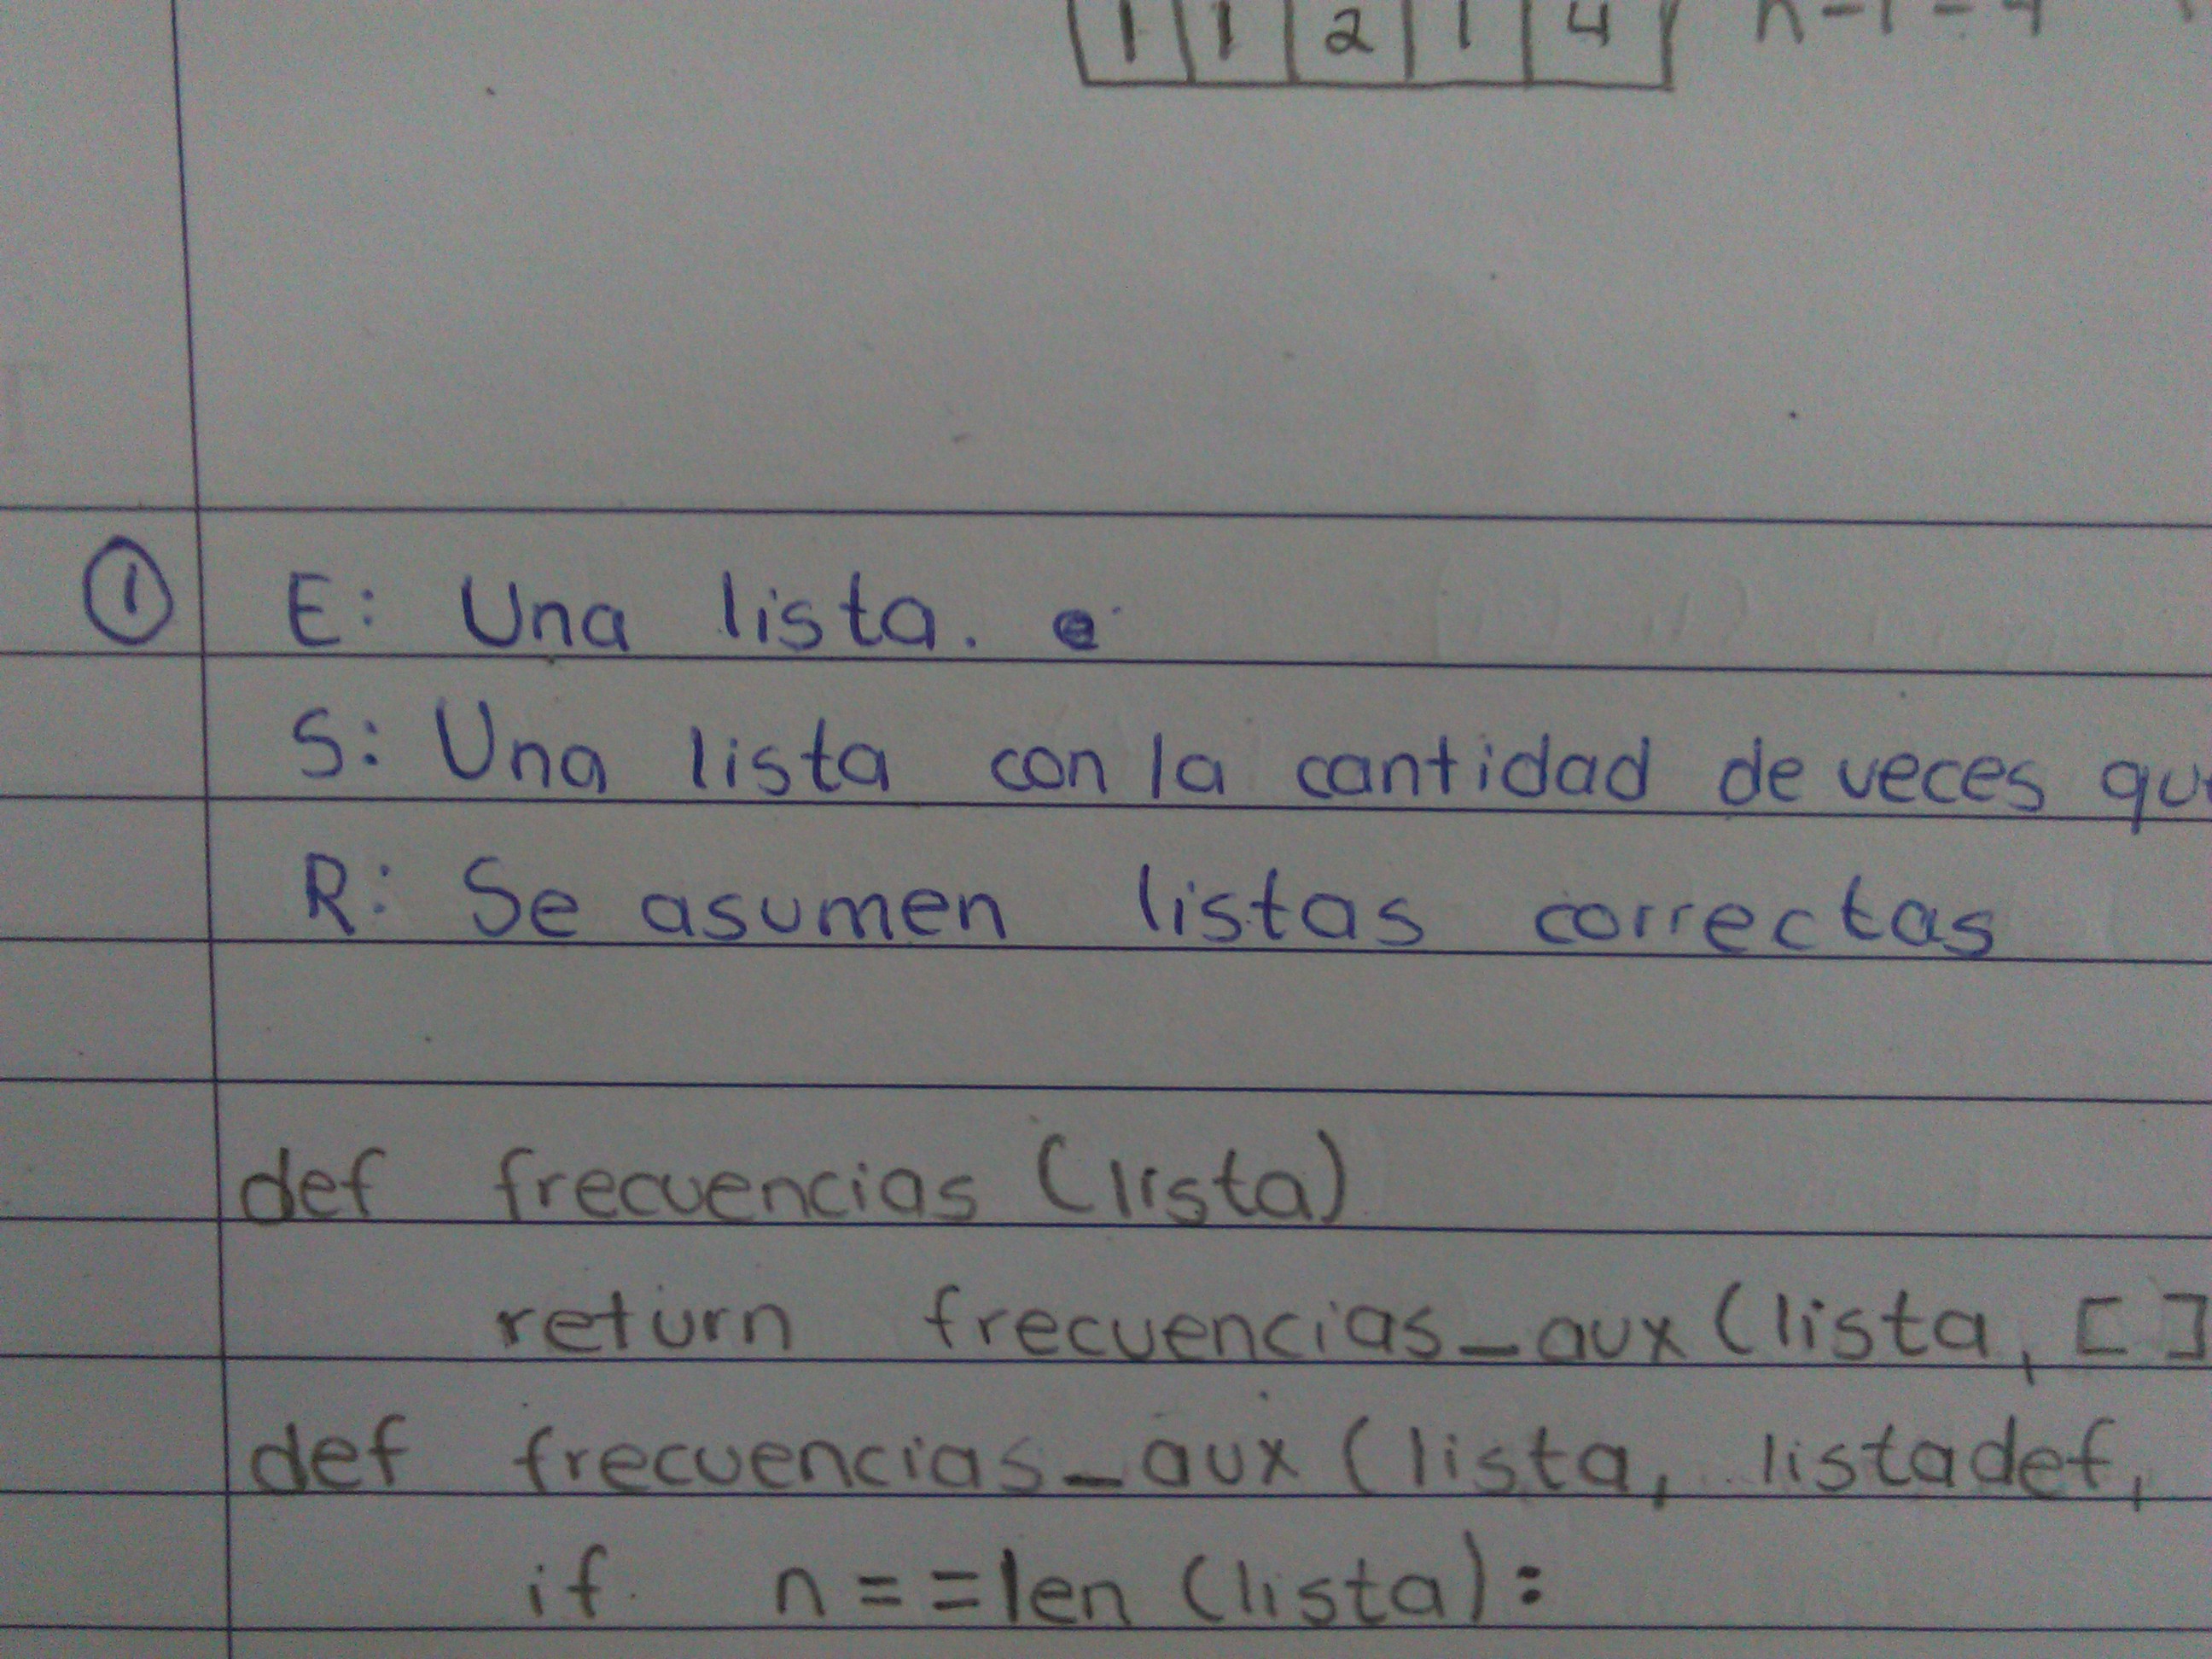 1 1 2 1 4 n-1=4
① E: Una lista.
S: Una lista con la cantidad de veces que
R: Se asumen listas correctas
def frecuencias (lista)
return frecuencias_aux (lista, []
def frecuencias_aux (lista, listadef,
if n==len (lista):